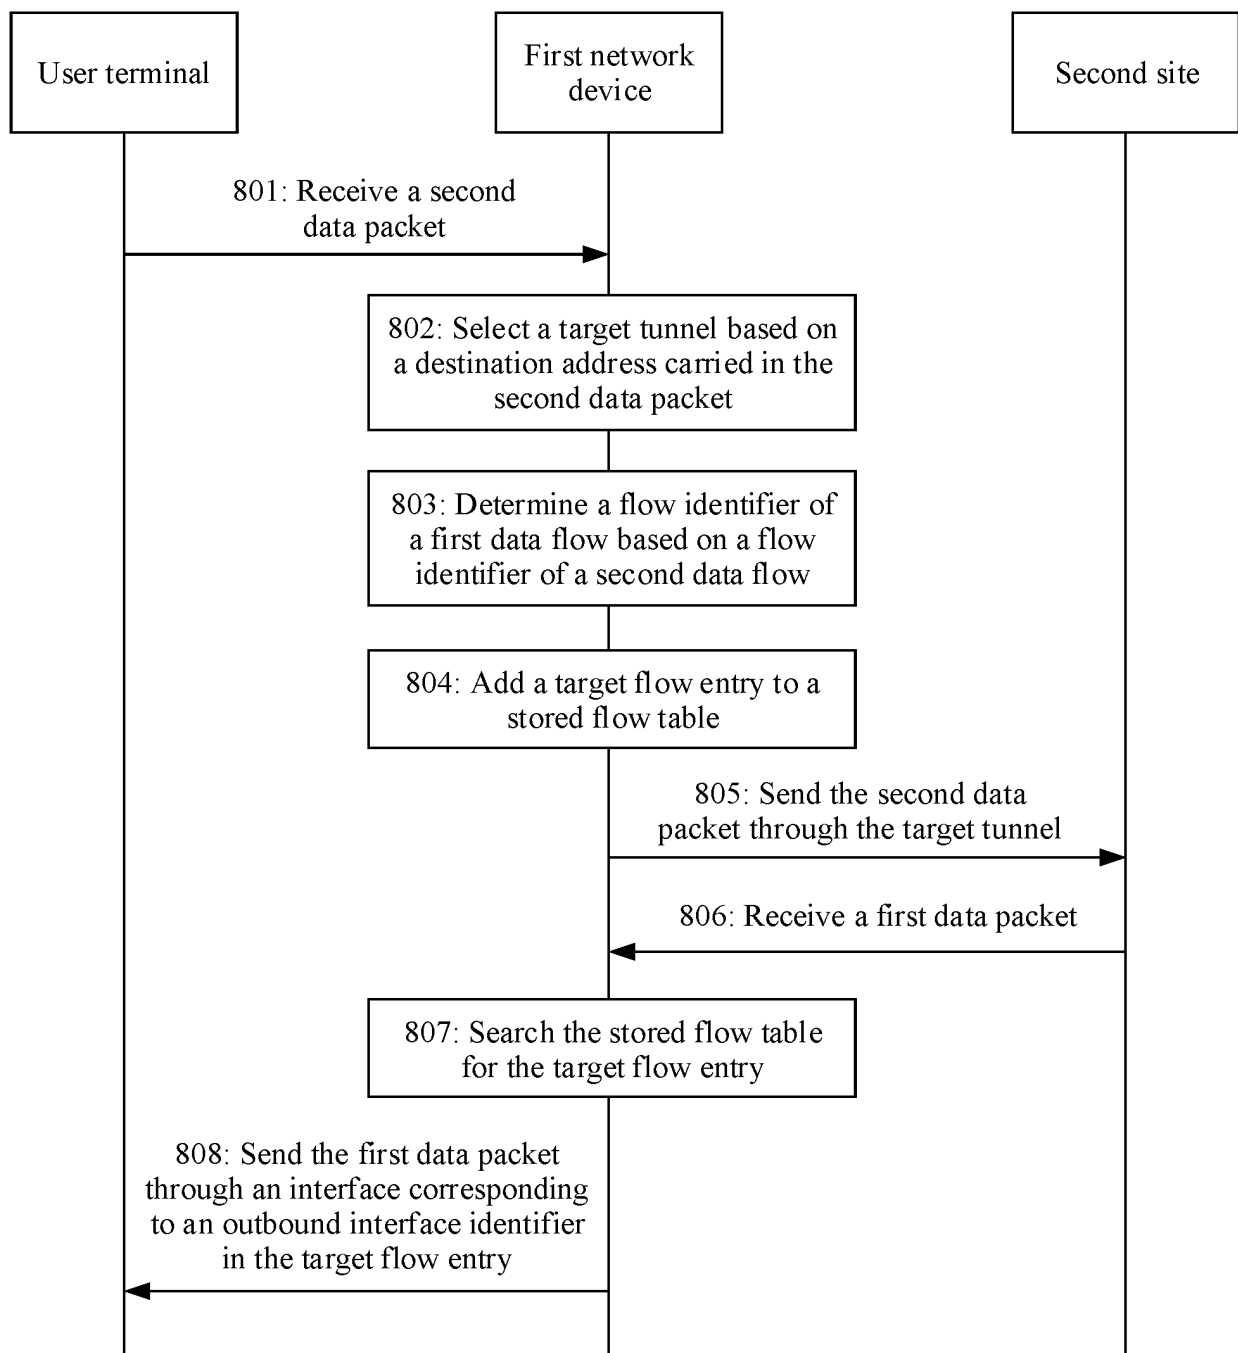 User terminal
First network
device
Second site
801: Receive a second
data packet
802: Select a target tunnel based on
a destination address carried in the
second data packet
803: Determine a flow identifier of
a first data flow based on a flow
identifier of a second data flow
804: Add a target flow entry to a
stored flow table
805: Send the second data
packet through the target tunnel
806: Receive a first data packet
807: Search the stored flow table
for the target flow entry
808: Send the first data packet
through an interface corresponding
to an outbound interface identifier
in the target flow entry